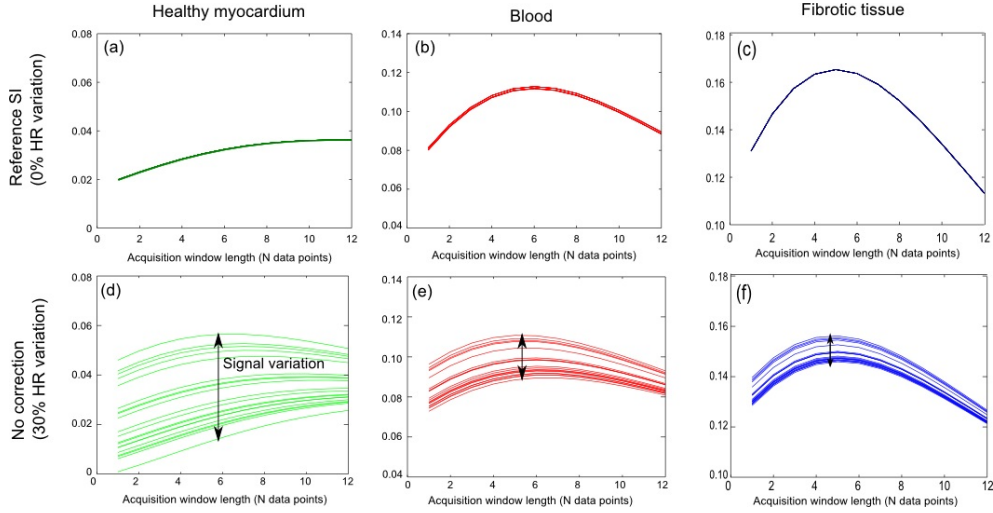 Healthy myocardium
Blood
Fibrotic tissue
Reference SI
(0% HR variation)
(a)
0.08
0.06
0.04
0.02
0
0 2 4 6 8 10 12
Acquisition window length (N data points)
(b)
0.14
0.12
0.10
0.08
0.06
0.04
0 2 4 6 8 10 12
Acquisition window length (N data points)
(c)
0.18
0.16
0.14
0.12
0.10
0 2 4 6 8 10 12
Acquisition window length (N data points)
No correction
(30% HR variation)
(d)
0.08
0.06
0.04
0.02
0
Signal variation
0 2 4 6 8 10 12
Acquisition window length (N data points)
(e)
0.14
0.12
0.10
0.08
0.06
0.04
0 2 4 6 8 10 12
Acquisition window length (N data points)
(f)
0.18
0.16
0.14
0.12
0.10
0 2 4 6 8 10 12
Acquisition window length (N data points)